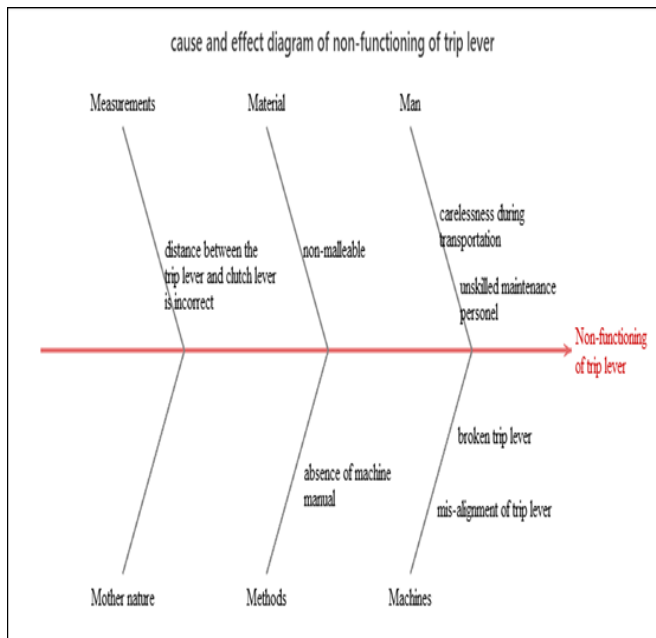 cause and effect diagram of non-functioning of trip lever
Measurements
Material
Man
distance between the
trip lever and clutch lever
is incorrect
non-malleable
carelessness during
transportation
unskilled maintenance
personel
Non-functioning
of trip lever
absence of machine
manual
broken trip lever
mis-alignment of trip lever
Mother nature
Methods
Machines